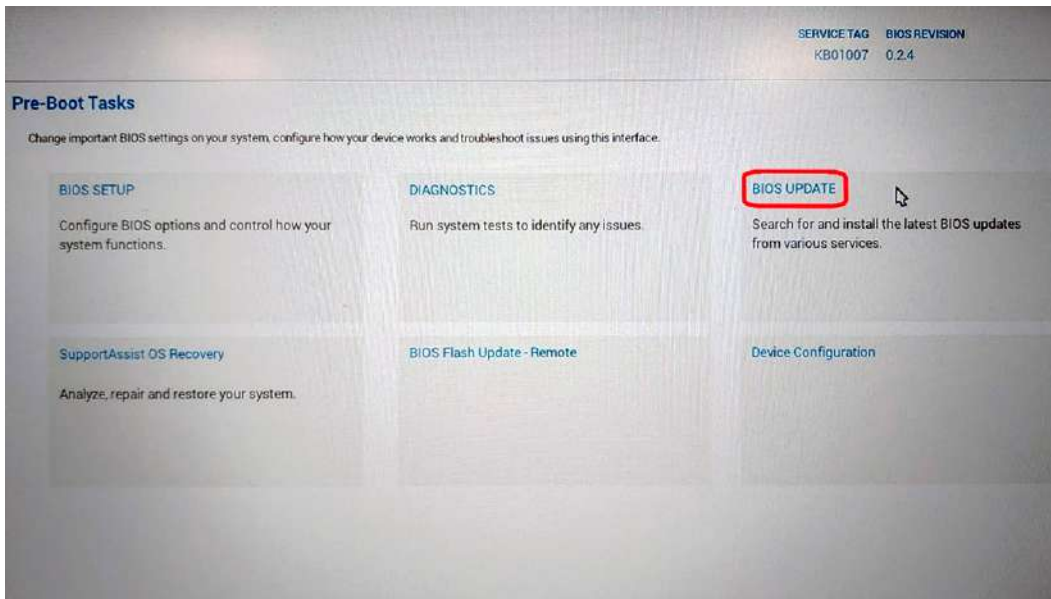 SERVICE TAG BIOS REVISION
KB01007 0.2.4
Pre-Boot Tasks
Change important BIOS settings on your system, configure how your device works and troubleshoot issues using this interface.
BIOS SETUP
Configure BIOS options and control how your
system functions.
DIAGNOSTICS
Run system tests to identify any issues.
BIOS UPDATE
Search for and install the latest BIOS updates
from various services.
SupportAssist OS Recovery
Analyze, repair and restore your system.
BIOS Flash Update - Remote
Device Configuration